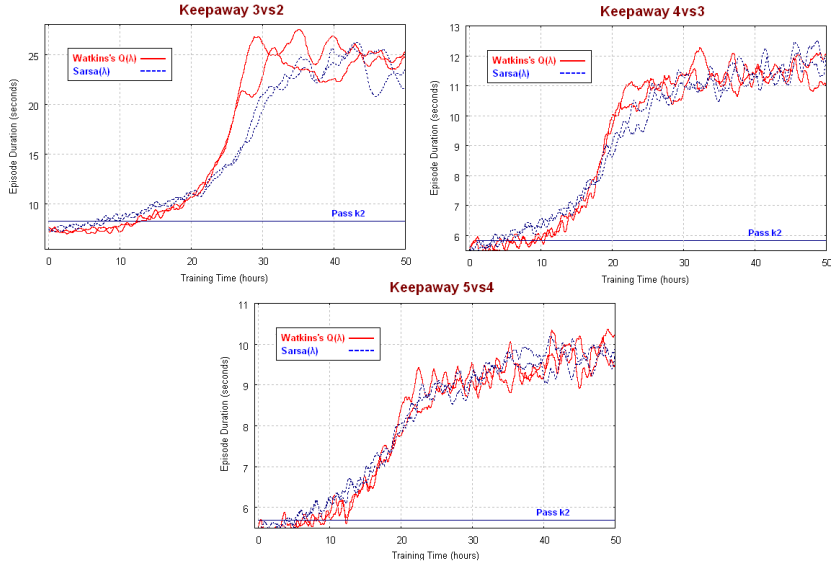 Keepaway 3vs2
Episode Duration (seconds)
25
20
15
10
Watkins's Q(λ)
Sarsa(λ)
Pass k2
0
10
20
30
40
50
Training Time (hours)
Keepaway 4vs3
Episode Duration (seconds)
13
12
11
10
9
8
7
6
Watkins's Q(λ)
Sarsa(λ)
Pass k2
0
10
20
30
40
50
Training Time (hours)
Keepaway 5vs4
Episode Duration (seconds)
11
10
9
8
7
6
Watkins's Q(λ)
Sarsa(λ)
Pass k2
0
10
20
30
40
50
Training Time (hours)